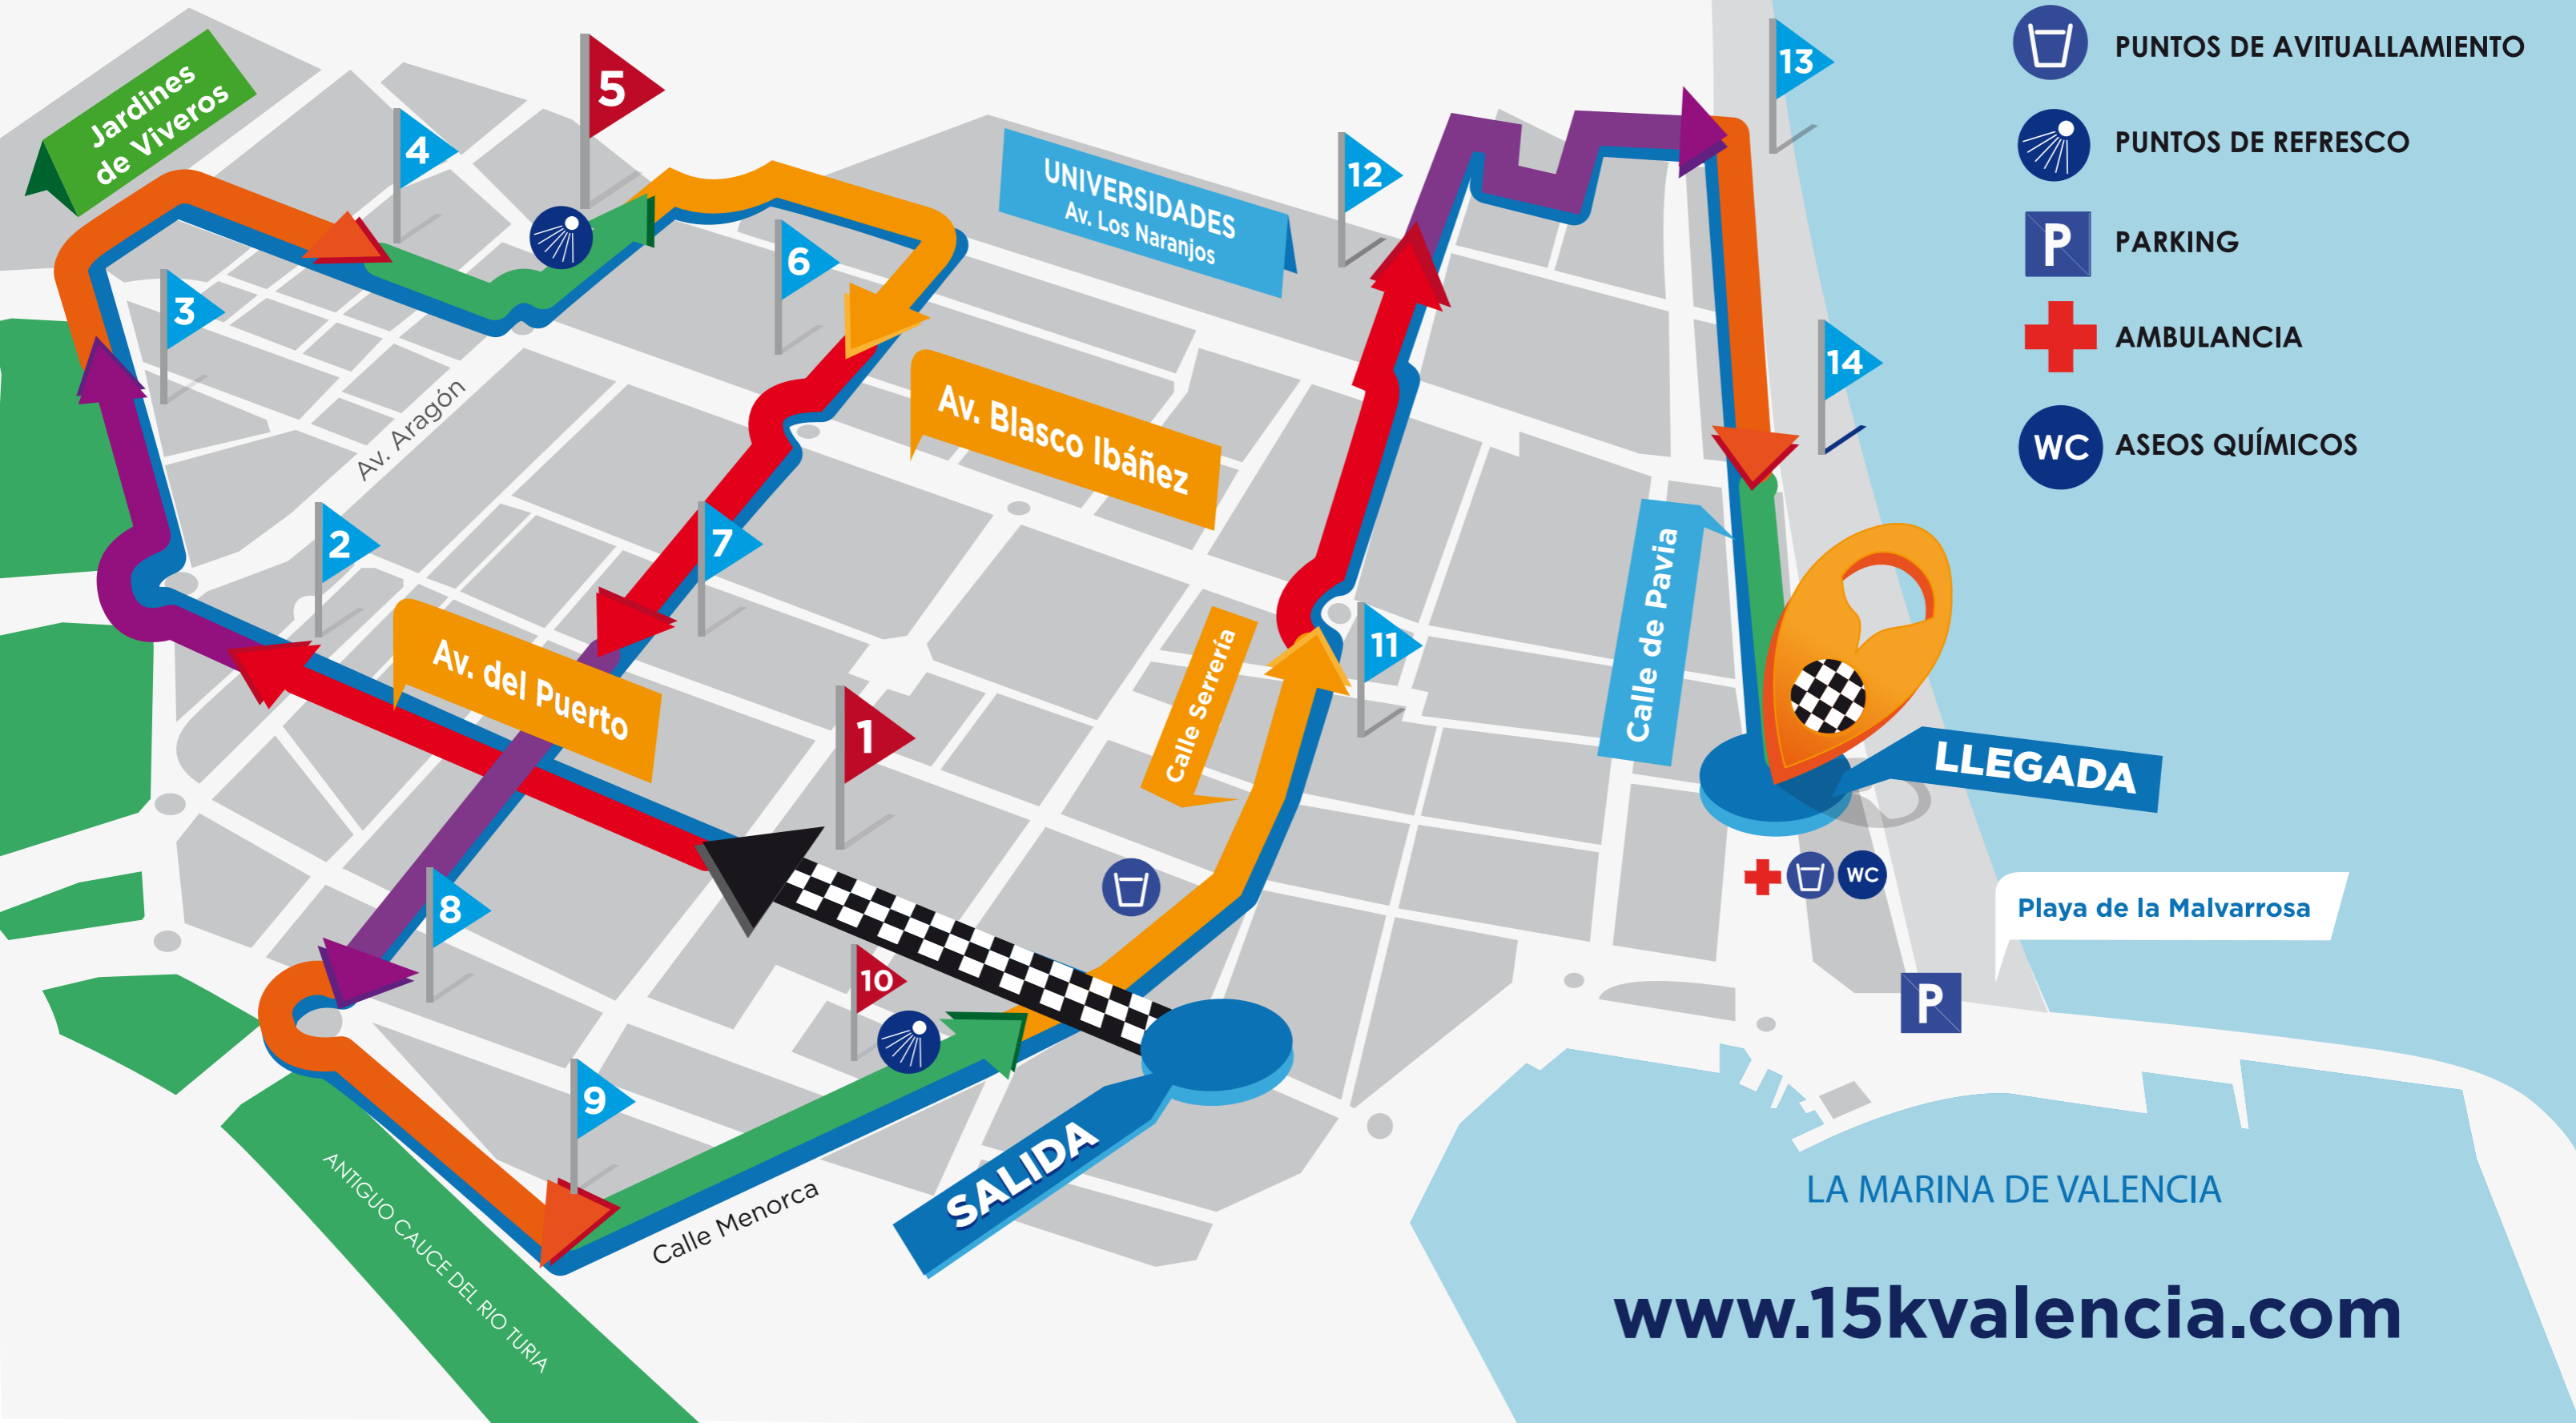 PUNTOS DE AVITUALLAMIENTO
PUNTOS DE REFRESCO
P
PARKING
AMBULANCIA
WC
ASEOS QUÍMICOS
Jardines
de Viveros
5
4
3
6
UNIVERSIDADES
Av. Los Naranjos
12
13
14
Av. Aragón
Av. Blasco Ibáñez
2
7
Av. del Puerto
1
Calle Serrería
11
Calle de Pavia
LLEGADA
WC
Playa de la Malvarrosa
P
8
10
9
SALIDA
Calle Menorca
ANTIGUO CAUCE DEL RIO TURIA
LA MARINA DE VALENCIA
www.15kvalencia.com